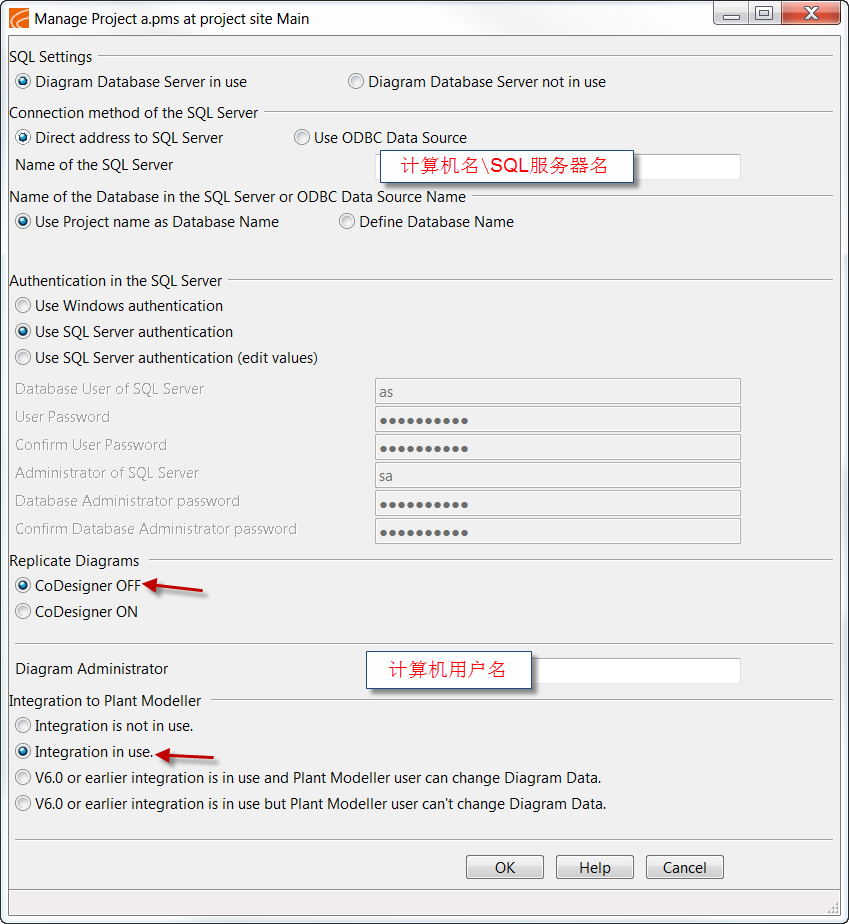 Manage Project a.pms at project site Main
SQL Settings
Diagram Database Server in use
Diagram Database Server not in use
Connection method of the SQL Server
Direct address to SQL Server
Use ODBC Data Source
Name of the SQL Server
计算机名\SQL服务器名
Name of the Database in the SQL Server or ODBC Data Source Name
Use Project name as Database Name
Define Database Name
Authentication in the SQL Server
Use Windows authentication
Use SQL Server authentication
Use SQL Server authentication (edit values)
Database User of SQL Server
as
User Password
●●●●●●●●●●
Confirm User Password
●●●●●●●●●●
Administrator of SQL Server
sa
Database Administrator password
●●●●●●●●●●
Confirm Database Administrator password
●●●●●●●●●●
Replicate Diagrams
CoDesigner OFF
CoDesigner ON
Diagram Administrator
计算机用户名
Integration to Plant Modeller
Integration is not in use.
Integration in use.
V6.0 or earlier integration is in use and Plant Modeller user can change Diagram Data.
V6.0 or earlier integration is in use but Plant Modeller user can't change Diagram Data.
OK
Help
Cancel